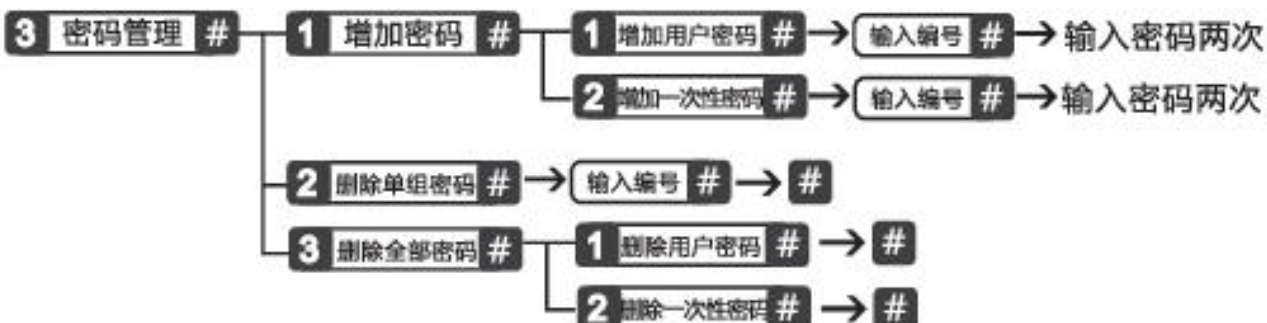 3 密码管理 # 1 增加密码 # 1 增加用户密码 # 输入编号 # 输入密码两次
2 增加一次性密码 # 输入编号 # 输入密码两次
2 删除单组密码 # 输入编号 # #
3 删除全部密码 # 1 删除用户密码 # #
2 删除一次性密码 # #